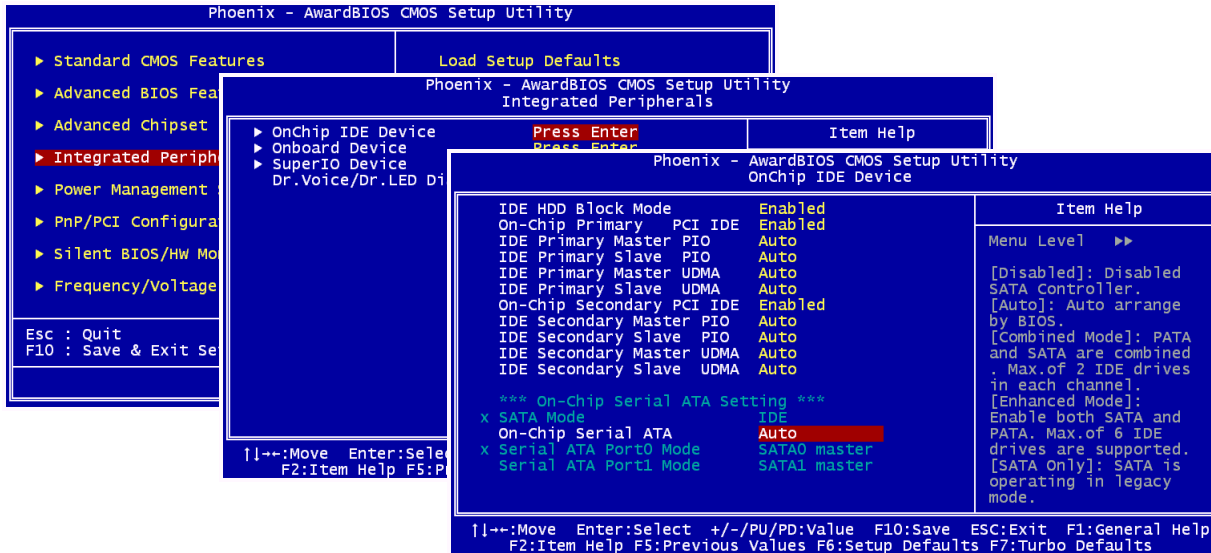 Phoenix - AwardBIOS CMOS Setup Utility
▶ Standard CMOS Features
Load Setup Defaults
▶ Advanced BIOS Fea
▶ Advanced Chipset
▶ Integrated Periph
▶ Power Management
▶ PnP/PCI Configura
▶ Silent BIOS/HW Mo
▶ Frequency/Voltage
Esc : Quit
F10 : Save & Exit Se
Phoenix - AwardBIOS CMOS Setup Utility
Integrated Peripherals
▶ OnChip IDE Device Press Enter
▶ Onboard Device Press Enter
▶ SuperIO Device
Dr.Voice/Dr.LED Di
Item Help
↑↓→←:Move Enter:Sele
F2:Item Help F5:Pr
Phoenix - AwardBIOS CMOS Setup Utility
OnChip IDE Device
IDE HDD Block Mode Enabled
On-Chip Primary PCI IDE Enabled
IDE Primary Master PIO Auto
IDE Primary Slave PIO Auto
IDE Primary Master UDMA Auto
IDE Primary Slave UDMA Auto
On-Chip Secondary PCI IDE Enabled
IDE Secondary Master PIO Auto
IDE Secondary Slave PIO Auto
IDE Secondary Master UDMA Auto
IDE Secondary Slave UDMA Auto
*** On-Chip Serial ATA Setting ***
x SATA Mode IDE
On-Chip Serial ATA Auto
x Serial ATA Port0 Mode SATA0 master
Serial ATA Port1 Mode SATA1 master
Item Help
Menu Level ▶▶
[Disabled]: Disabled
SATA Controller.
[Auto]: Auto arrange
by BIOS.
[Combined Mode]: PATA
and SATA are combined
. Max.of 2 IDE drives
in each channel.
[Enhanced Mode]:
Enable both SATA and
PATA. Max.of 6 IDE
drives are supported.
[SATA Only]: SATA is
operating in legacy
mode.
↑↓→←:Move Enter:Select +/-/PU/PD:Value F10:Save ESC:Exit F1:General Help
F2:Item Help F5:Previous Values F6:Setup Defaults F7:Turbo Defaults